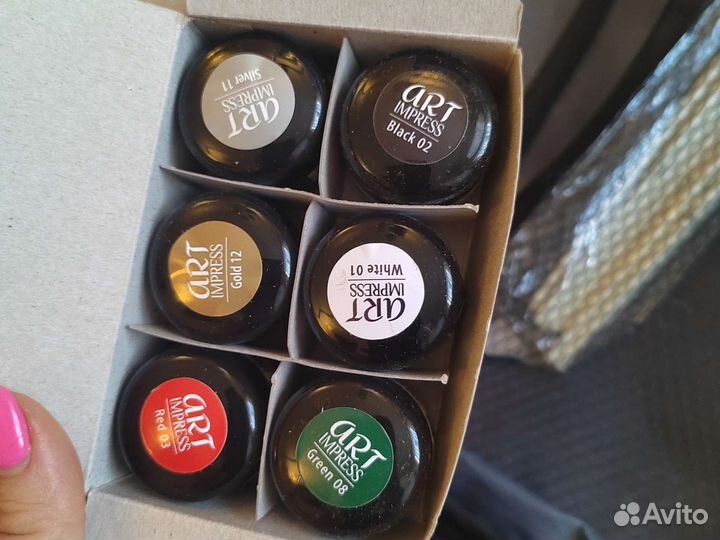 ART
IMPRESS
Silver 11
ART
IMPRESS
Black 02
ART
IMPRESS
Gold 12
ART
IMPRESS
White 01
ART
IMPRESS
Red 03
ART
IMPRESS
Green 08
Avito